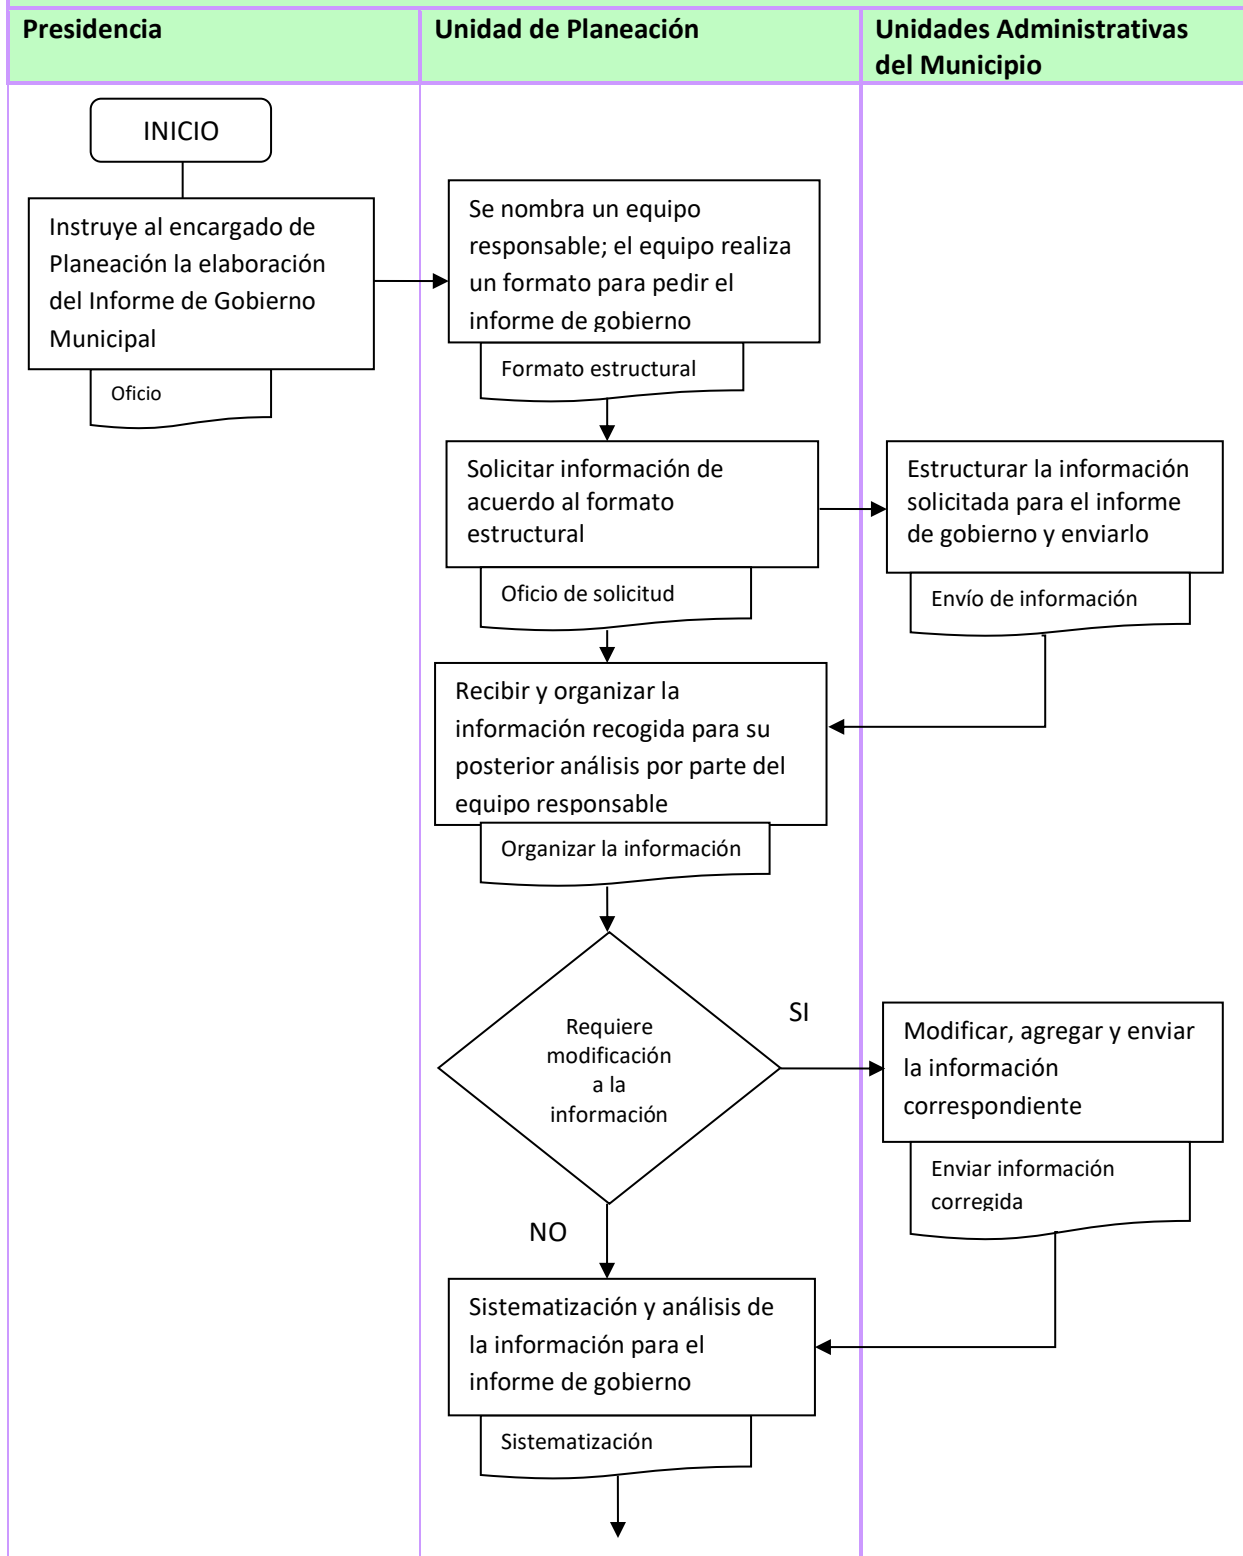 Presidencia
Unidad de Planeación
Unidades Administrativas
del Municipio
INICIO
Instruye al encargado de
Planeación la elaboración
del Informe de Gobierno
Municipal
Oficio
Se nombra un equipo
responsable; el equipo realiza
un formato para pedir el
informe de gobierno
Formato estructural
Solicitar información de
acuerdo al formato
estructural
Oficio de solicitud
Estructurar la información
solicitada para el informe
de gobierno y enviarlo
Envío de información
Recibir y organizar la
información recogida para su
posterior análisis por parte del
equipo responsable
Organizar la información
Requiere
modificación
a la
información
SI
Modificar, agregar y enviar
la información
correspondiente
Enviar información
corregida
NO
Sistematización y análisis de
la información para el
informe de gobierno
Sistematización